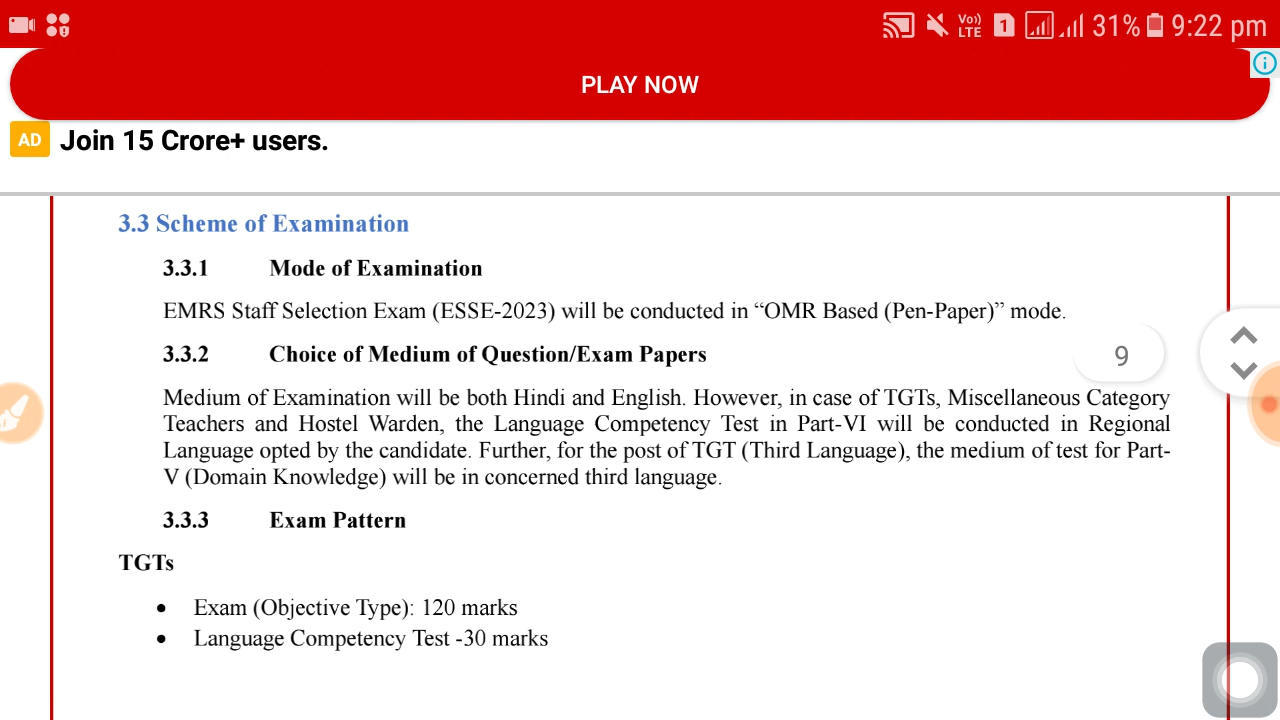 Vo)) LTE 1 31% 9:22 pm
PLAY NOW
AD Join 15 Crore+ users.
3.3 Scheme of Examination
3.3.1 Mode of Examination
EMRS Staff Selection Exam (ESSE-2023) will be conducted in “OMR Based (Pen-Paper)” mode.
3.3.2 Choice of Medium of Question/Exam Papers
9
Medium of Examination will be both Hindi and English. However, in case of TGTs, Miscellaneous Category
Teachers and Hostel Warden, the Language Competency Test in Part-VI will be conducted in Regional
Language opted by the candidate. Further, for the post of TGT (Third Language), the medium of test for Part-
V (Domain Knowledge) will be in concerned third language.
3.3.3 Exam Pattern
TGTs
• Exam (Objective Type): 120 marks
• Language Competency Test -30 marks